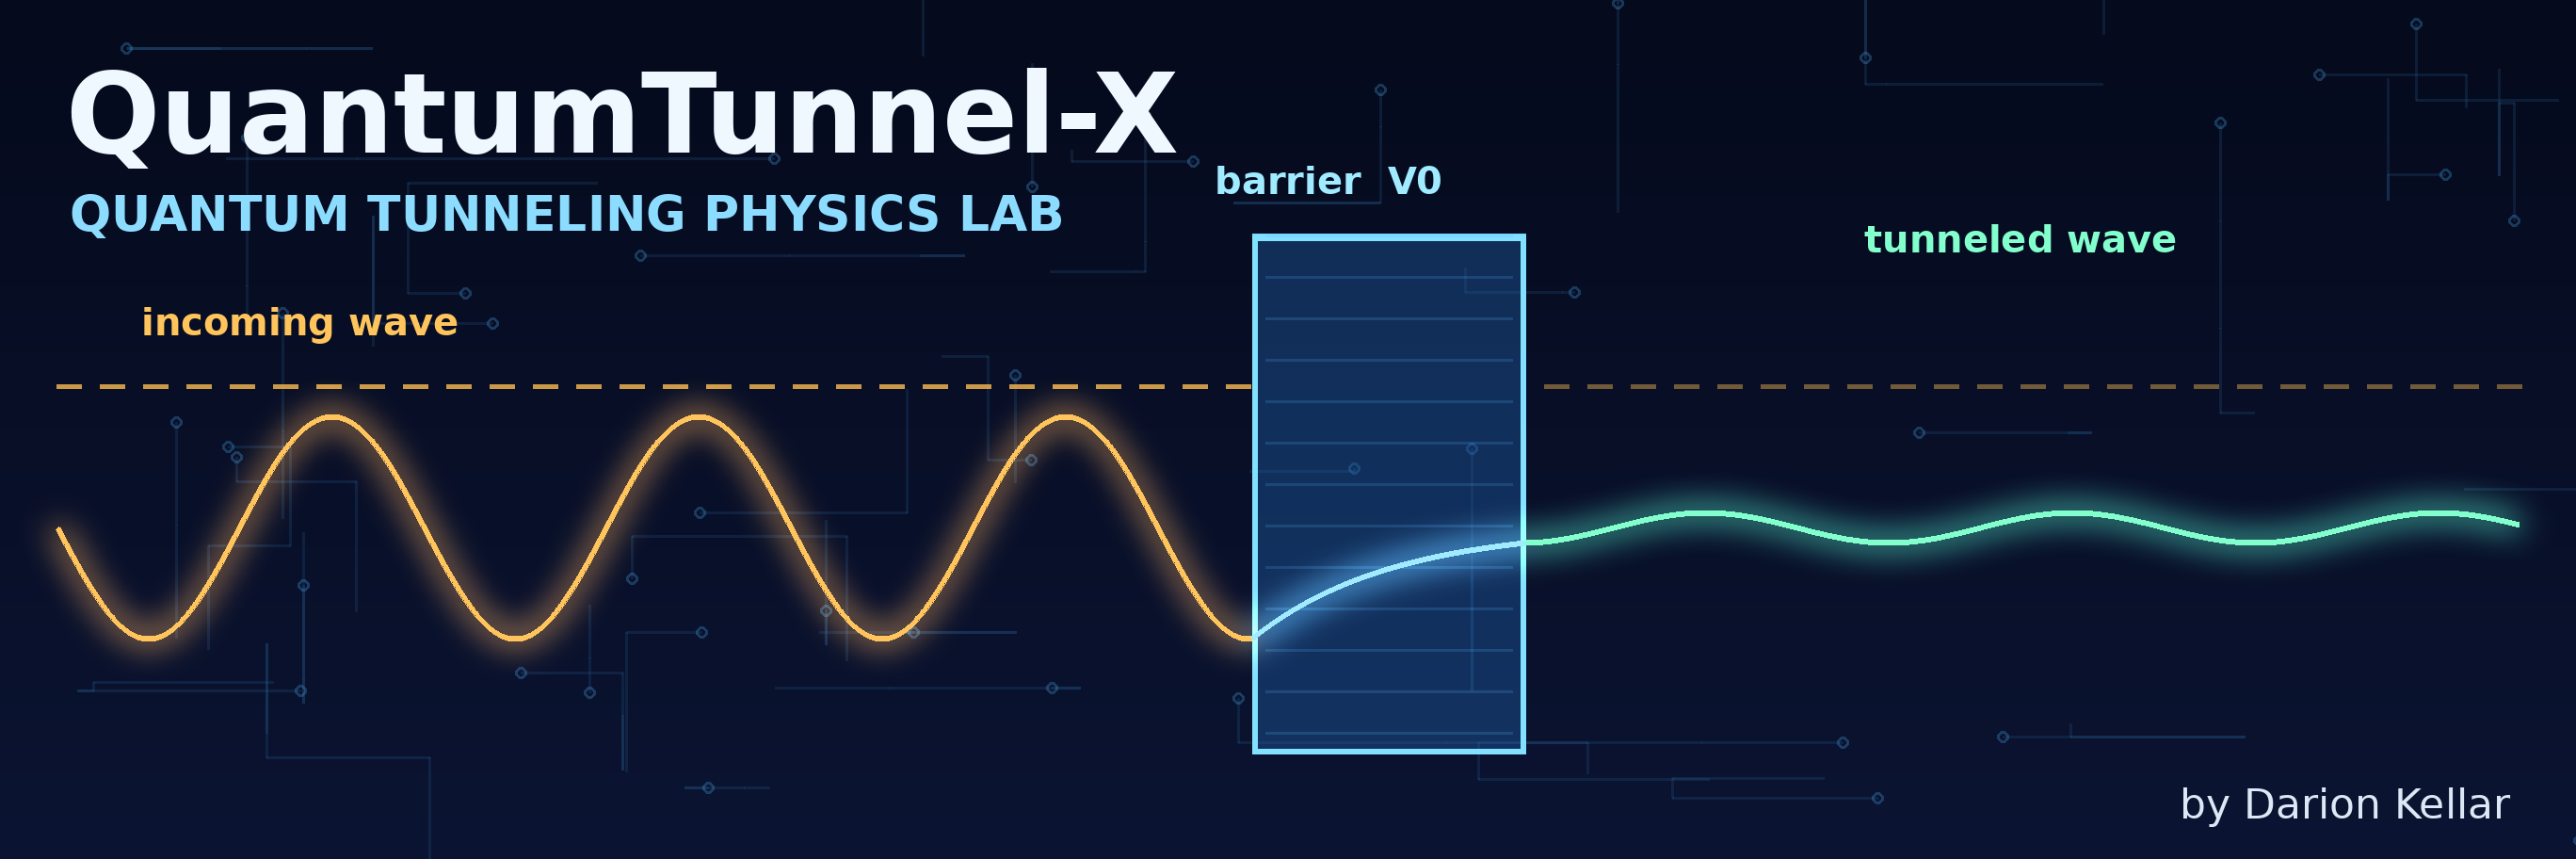 QuantumTunnel-X
QUANTUM TUNNELING PHYSICS LAB
barrier V0
tunneled wave
incoming wave
by Darion Kellar